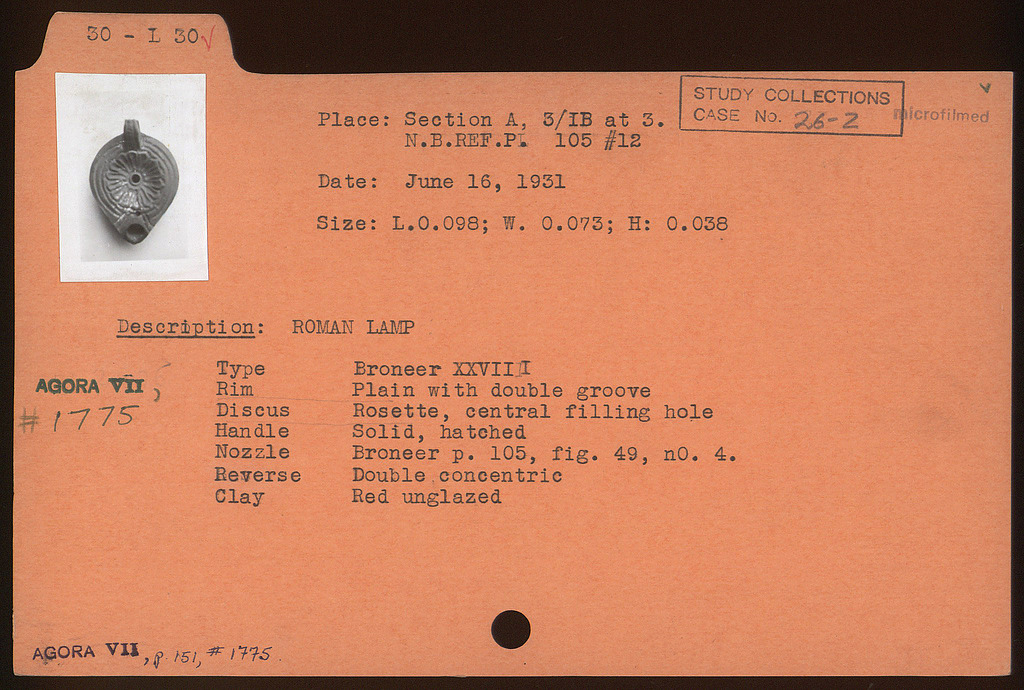 30 - L 30√
STUDY COLLECTIONS
CASE No. 26-2
microfilmed
Place: Section A, 3/IB at 3.
N.B.REF.PI. 105 #12
Date: June 16, 1931
Size: L.0.098; W. 0.073; H: 0.038
Description: ROMAN LAMP
AGORA VII,
# 1775
Type Broneer XXVIII
Rim Plain with double groove
Discus Rosette, central filling hole
Handle Solid, hatched
Nozzle Broneer p. 105, fig. 49, nO. 4.
Reverse Double concentric
Clay Red unglazed
AGORA VII, p. 151, # 1775.